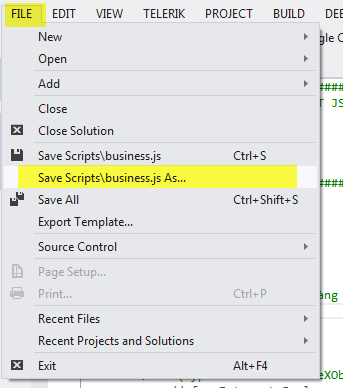 FILE EDIT VIEW TELERIK PROJECT BUILD
New
Open
Add
Close
Close Solution
Save Scripts\business.js Ctrl+S
Save Scripts\business.js As...
Save All Ctrl+Shift+S
Export Template...
Source Control
Page Setup...
Print... Ctrl+P
Recent Files
Recent Projects and Solutions
Exit Alt+F4